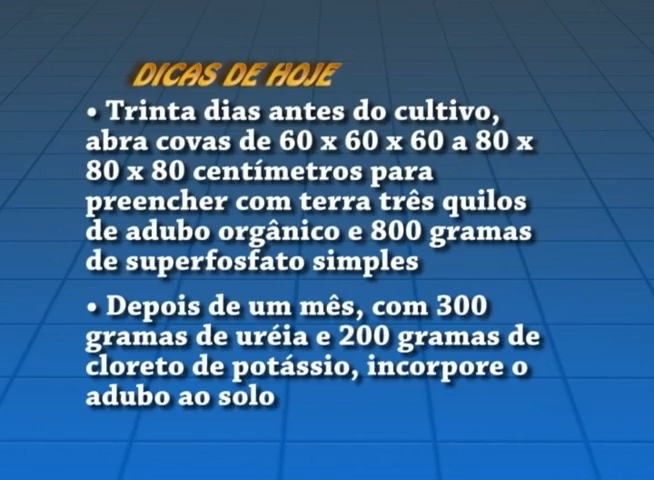 DICAS DE HOJE
• Trinta dias antes do cultivo,
abra covas de 60 x 60 x 60 a 80 x
80 x 80 centímetros para
preencher com terra três quilos
de adubo orgânico e 800 gramas
de superfosfato simples
• Depois de um mês, com 300
gramas de uréia e 200 gramas de
cloreto de potássio, incorpore o
adubo ao solo